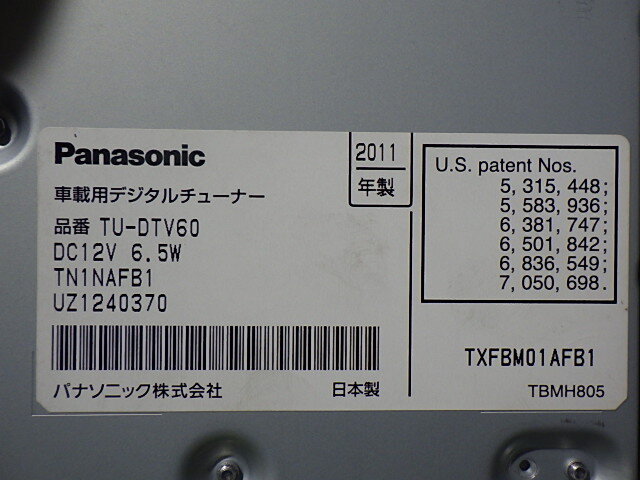 Panasonic
2011
年製
車載用デジタルチューナー
品番 TU-DTV60
DC12V 6.5W
TN1NAFB1
UZ1240370
パナソニック株式会社 日本製
U.S. patent Nos.
5, 315, 448;
5, 583, 936;
6, 381, 747;
6, 501, 842;
6, 836, 549;
7, 050, 698.
TXFBM01AFB1
TBMH805